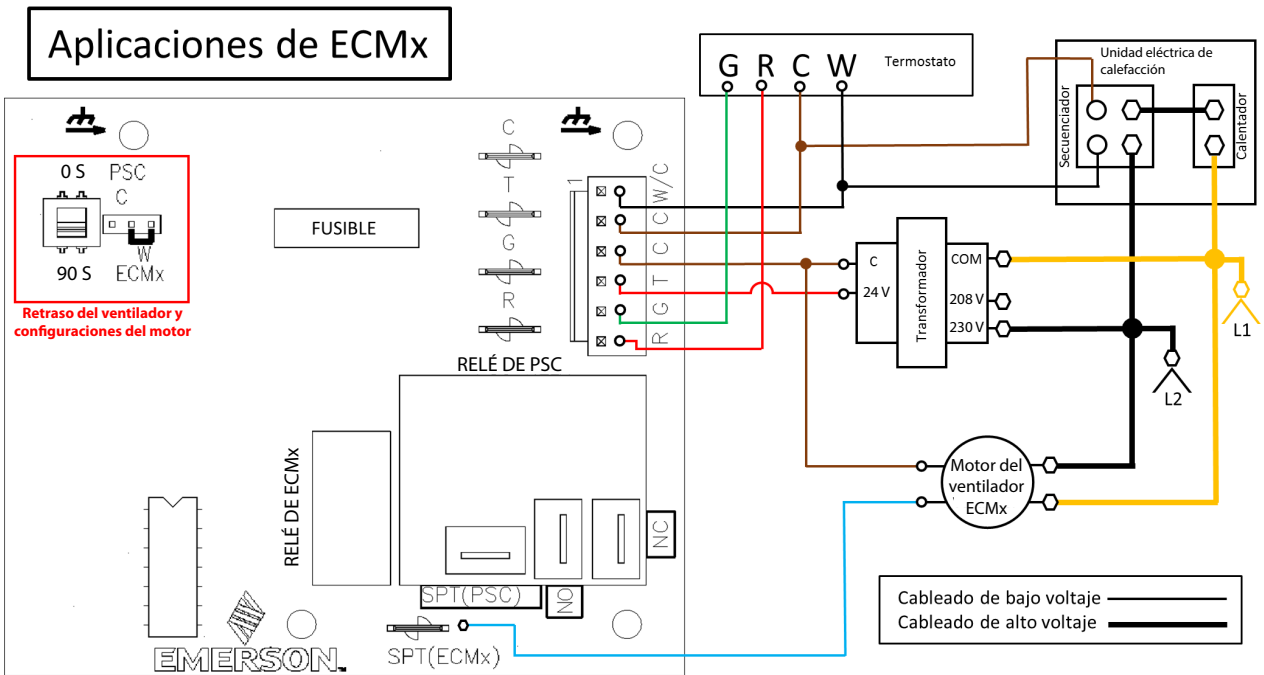 Aplicaciones de ECMx
0 S
PSC
C
W
90 S
ECMx
Retraso del ventilador y
configuraciones del motor
FUSIBLE
C
T
G
R
1
W/C
C
C
T
G
R
RELÉ DE PSC
RELÉ DE ECMx
NC
SPT(PSC)
NO
SPT(ECMx)
EMERSON™
G R C W
Termostato
Unidad eléctrica de
calefacción
Secuenciador
Calentador
C
24 V
Transformador
COM
208 V
230 V
L1
L2
Motor del
ventilador
ECMx
Cableado de bajo voltaje
Cableado de alto voltaje